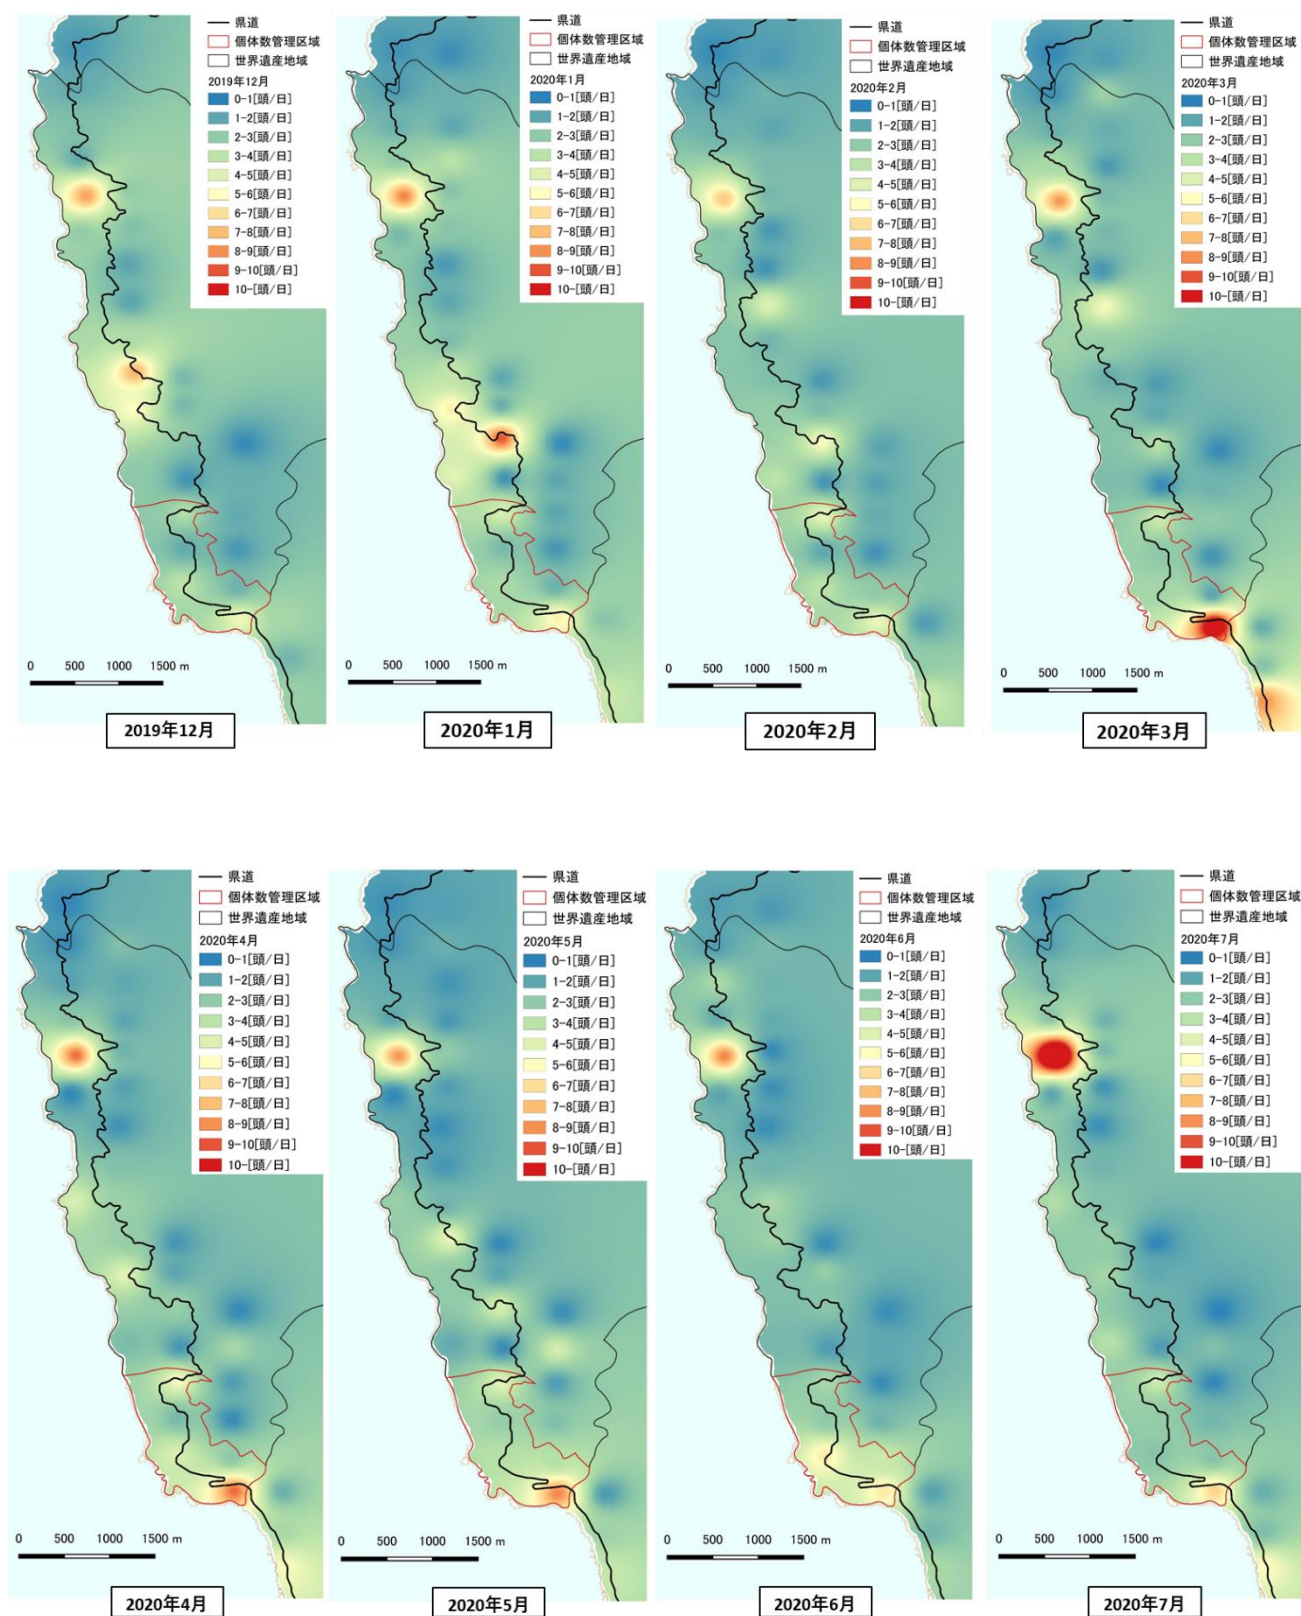 県道
個体数管理区域
世界遺産地域
2019年12月
0-1[頭/日]
1-2[頭/日]
2-3[頭/日]
3-4[頭/日]
4-5[頭/日]
5-6[頭/日]
6-7[頭/日]
7-8[頭/日]
8-9[頭/日]
9-10[頭/日]
10-[頭/日]
0 500 1000 1500 m
2019年12月
県道
個体数管理区域
世界遺産地域
2020年1月
0-1[頭/日]
1-2[頭/日]
2-3[頭/日]
3-4[頭/日]
4-5[頭/日]
5-6[頭/日]
6-7[頭/日]
7-8[頭/日]
8-9[頭/日]
9-10[頭/日]
10-[頭/日]
0 500 1000 1500 m
2020年1月
県道
個体数管理区域
世界遺産地域
2020年2月
0-1[頭/日]
1-2[頭/日]
2-3[頭/日]
3-4[頭/日]
4-5[頭/日]
5-6[頭/日]
6-7[頭/日]
7-8[頭/日]
8-9[頭/日]
9-10[頭/日]
10-[頭/日]
0 500 1000 1500 m
2020年2月
県道
個体数管理区域
世界遺産地域
2020年3月
0-1[頭/日]
1-2[頭/日]
2-3[頭/日]
3-4[頭/日]
4-5[頭/日]
5-6[頭/日]
6-7[頭/日]
7-8[頭/日]
8-9[頭/日]
9-10[頭/日]
10-[頭/日]
0 500 1000 1500 m
2020年3月
県道
個体数管理区域
世界遺産地域
2020年4月
0-1[頭/日]
1-2[頭/日]
2-3[頭/日]
3-4[頭/日]
4-5[頭/日]
5-6[頭/日]
6-7[頭/日]
7-8[頭/日]
8-9[頭/日]
9-10[頭/日]
10-[頭/日]
0 500 1000 1500 m
2020年4月
県道
個体数管理区域
世界遺産地域
2020年5月
0-1[頭/日]
1-2[頭/日]
2-3[頭/日]
3-4[頭/日]
4-5[頭/日]
5-6[頭/日]
6-7[頭/日]
7-8[頭/日]
8-9[頭/日]
9-10[頭/日]
10-[頭/日]
0 500 1000 1500 m
2020年5月
県道
個体数管理区域
世界遺産地域
2020年6月
0-1[頭/日]
1-2[頭/日]
2-3[頭/日]
3-4[頭/日]
4-5[頭/日]
5-6[頭/日]
6-7[頭/日]
7-8[頭/日]
8-9[頭/日]
9-10[頭/日]
10-[頭/日]
0 500 1000 1500 m
2020年6月
県道
個体数管理区域
世界遺産地域
2020年7月
0-1[頭/日]
1-2[頭/日]
2-3[頭/日]
3-4[頭/日]
4-5[頭/日]
5-6[頭/日]
6-7[頭/日]
7-8[頭/日]
8-9[頭/日]
9-10[頭/日]
10-[頭/日]
0 500 1000 1500 m
2020年7月